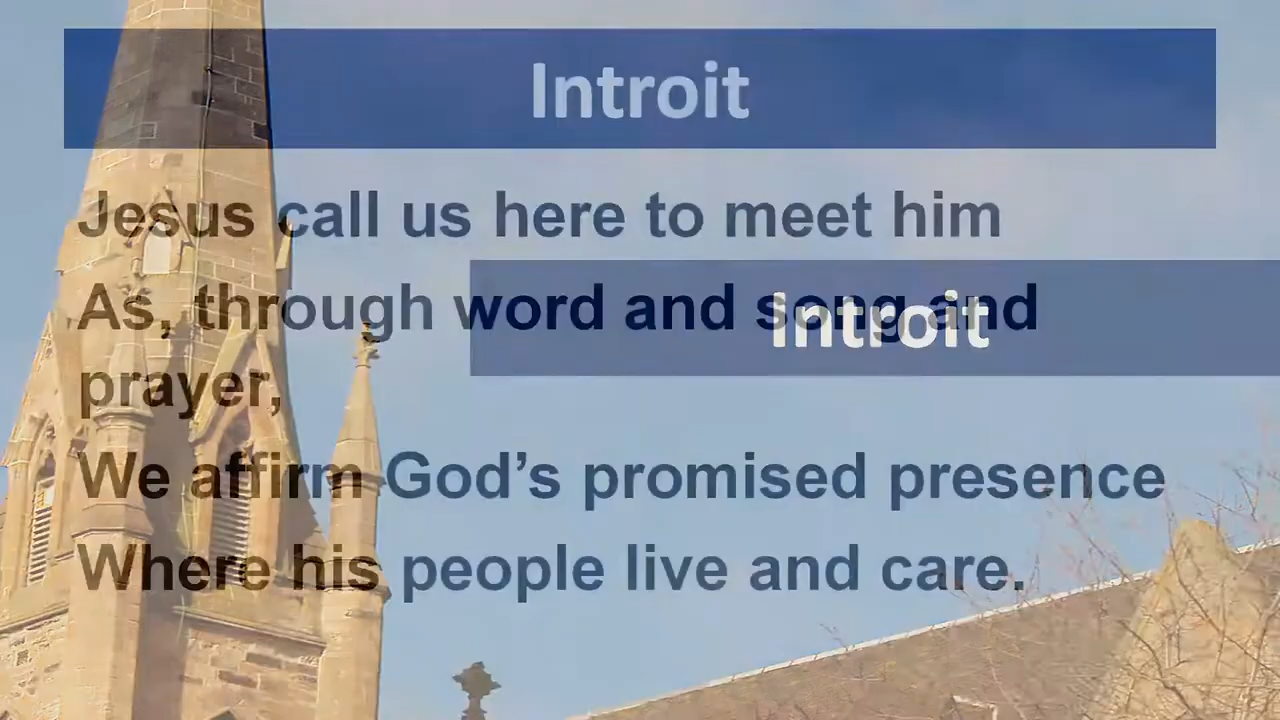 Introit
Jesus call us here to meet him
As, through word and song and
Introit
prayer,
We affirm God’s promised presence
Where his people live and care.